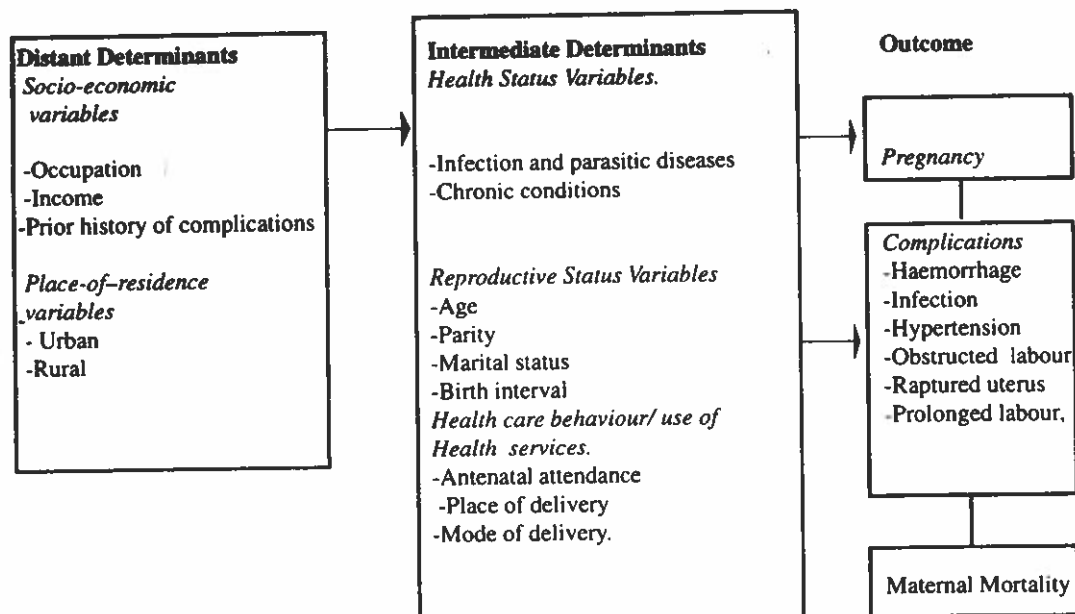 Distant Determinants
Socio-economic
variables
-Occupation
-Income
-Prior history of complications
Place-of–residence
variables
- Urban
-Rural
Intermediate Determinants
Health Status Variables.
-Infection and parasitic diseases
-Chronic conditions
Reproductive Status Variables
-Age
-Parity
-Marital status
-Birth interval
Health care behaviour/ use of
Health services.
-Antenatal attendance
-Place of delivery
-Mode of delivery.
Outcome
Pregnancy
Complications
-Haemorrhage
-Infection
-Hypertension
-Obstructed labour
-Raptured uterus
-Prolonged labour,
Maternal Mortality